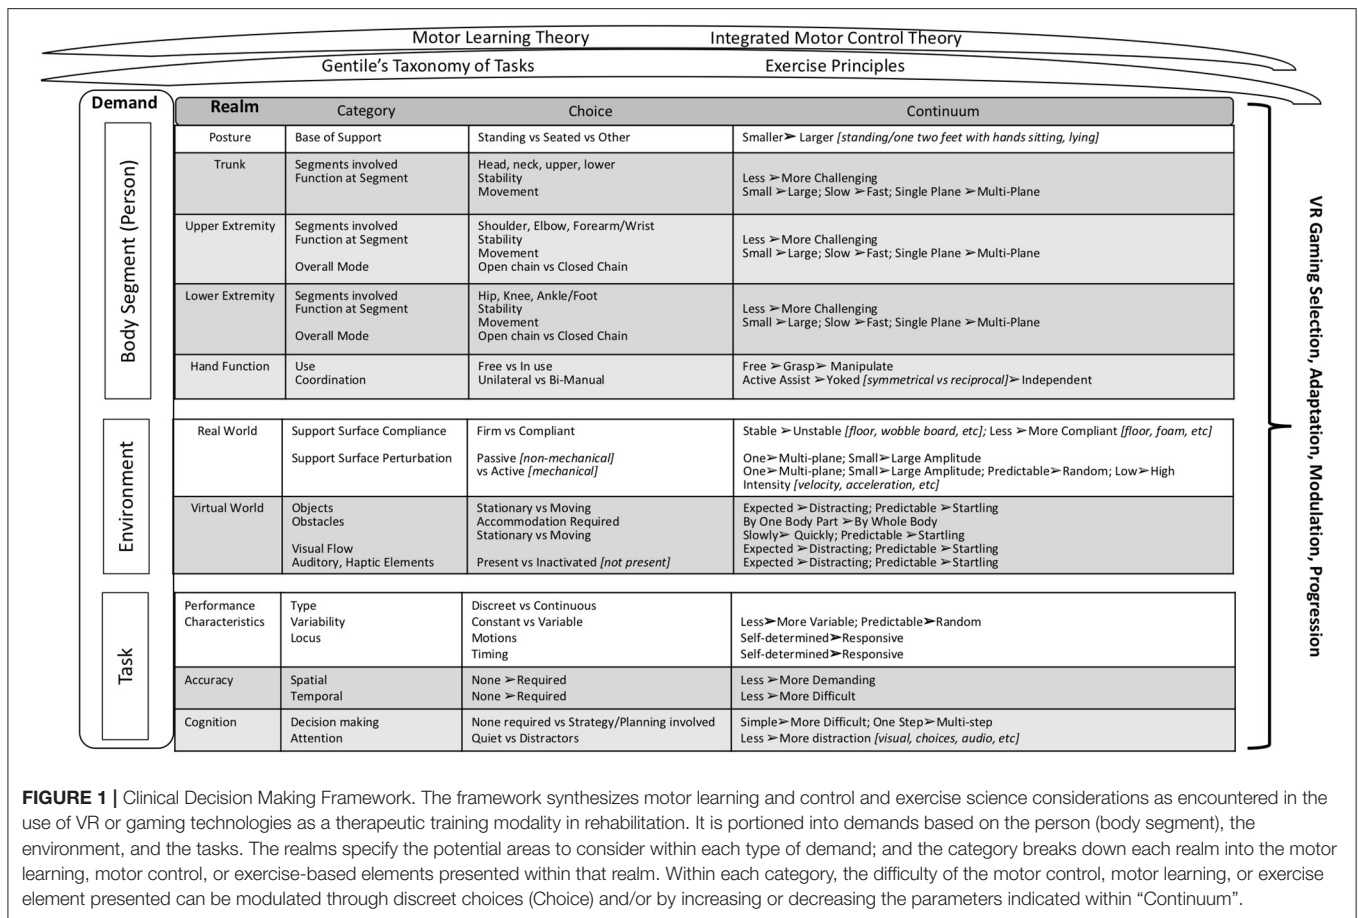 Motor Learning Theory Integrated Motor Control Theory
Gentile's Taxonomy of Tasks Exercise Principles
Demand Realm Category Choice Continuum
Body Segment (Person)
Posture Base of Support Standing vs Seated vs Other Smaller➢ Larger [standing/one two feet with hands sitting, lying]
Trunk Segments involved Head, neck, upper, lower
Function at Segment Stability Less ➢More Challenging
Movement Small ➢Large; Slow ➢Fast; Single Plane ➢Multi-Plane
Upper Extremity Segments involved Shoulder, Elbow, Forearm/Wrist
Function at Segment Stability Less ➢More Challenging
Movement Small ➢Large; Slow ➢Fast; Single Plane ➢Multi-Plane
Overall Mode Open chain vs Closed Chain
Lower Extremity Segments involved Hip, Knee, Ankle/Foot
Function at Segment Stability Less ➢More Challenging
Movement Small ➢Large; Slow ➢Fast; Single Plane ➢Multi-Plane
Overall Mode Open chain vs Closed Chain
Hand Function Use Free vs In use Free ➢Grasp➢ Manipulate
Coordination Unilateral vs Bi-Manual Active Assist ➢Yoked [symmetrical vs reciprocal]➢ Independent
Environment
Real World Support Surface Compliance Firm vs Compliant Stable ➢Unstable [floor, wobble board, etc]; Less ➢More Compliant [floor, foam, etc]
Support Surface Perturbation Passive [non-mechanical] One➢Multi-plane; Small➢Large Amplitude
vs Active [mechanical] One➢Multi-plane; Small➢Large Amplitude; Predictable➢Random; Low➢High
Intensity [velocity, acceleration, etc]
Virtual World Objects Stationary vs Moving Expected ➢Distracting; Predictable ➢Startling
Obstacles Accommodation Required By One Body Part ➢By Whole Body
Stationary vs Moving Slowly➢ Quickly; Predictable ➢Startling
Visual Flow Expected ➢Distracting; Predictable ➢Startling
Auditory, Haptic Elements Present vs Inactivated [not present] Expected ➢Distracting; Predictable ➢Startling
Task
Performance Type Discreet vs Continuous
Characteristics Variability Constant vs Variable Less➢More Variable; Predictable➢Random
Locus Motions Self-determined➢Responsive
Timing Self-determined➢Responsive
Accuracy Spatial None ➢Required Less ➢More Demanding
Temporal None ➢Required Less ➢More Difficult
Cognition Decision making None required vs Strategy/Planning involved Simple➢More Difficult; One Step➢Multi-step
Attention Quiet vs Distractors Less ➢More distraction [visual, choices, audio, etc]
VR Gaming Selection, Adaptation, Modulation, Progression
FIGURE 1 | Clinical Decision Making Framework. The framework synthesizes motor learning and control and exercise science considerations as encountered in the
use of VR or gaming technologies as a therapeutic training modality in rehabilitation. It is portioned into demands based on the person (body segment), the
environment, and the tasks. The realms specify the potential areas to consider within each type of demand; and the category breaks down each realm into the motor
learning, motor control, or exercise-based elements presented within that realm. Within each category, the difficulty of the motor control, motor learning, or exercise
element presented can be modulated through discreet choices (Choice) and/or by increasing or decreasing the parameters indicated within "Continuum".